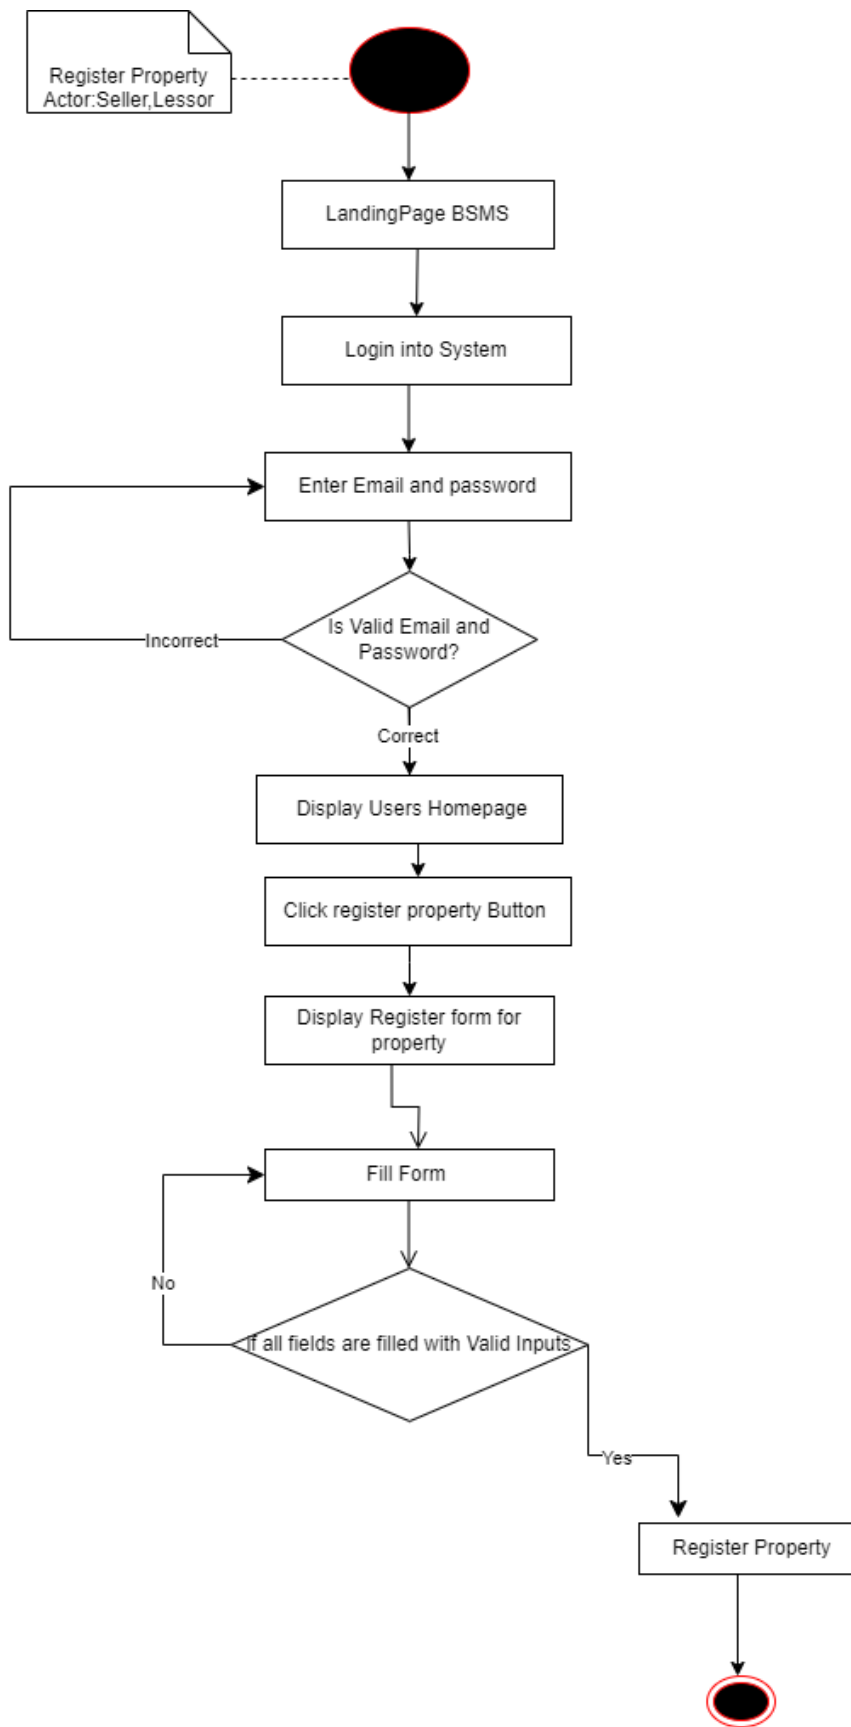 Register Property
Actor:Seller,Lessor
LandingPage BSMS
Login into System
Enter Email and password
Is Valid Email and
Password?
Incorrect
Correct
Display Users Homepage
Click register property Button
Display Register form for
property
Fill Form
No
If all fields are filled with Valid Inputs
Yes
Register Property